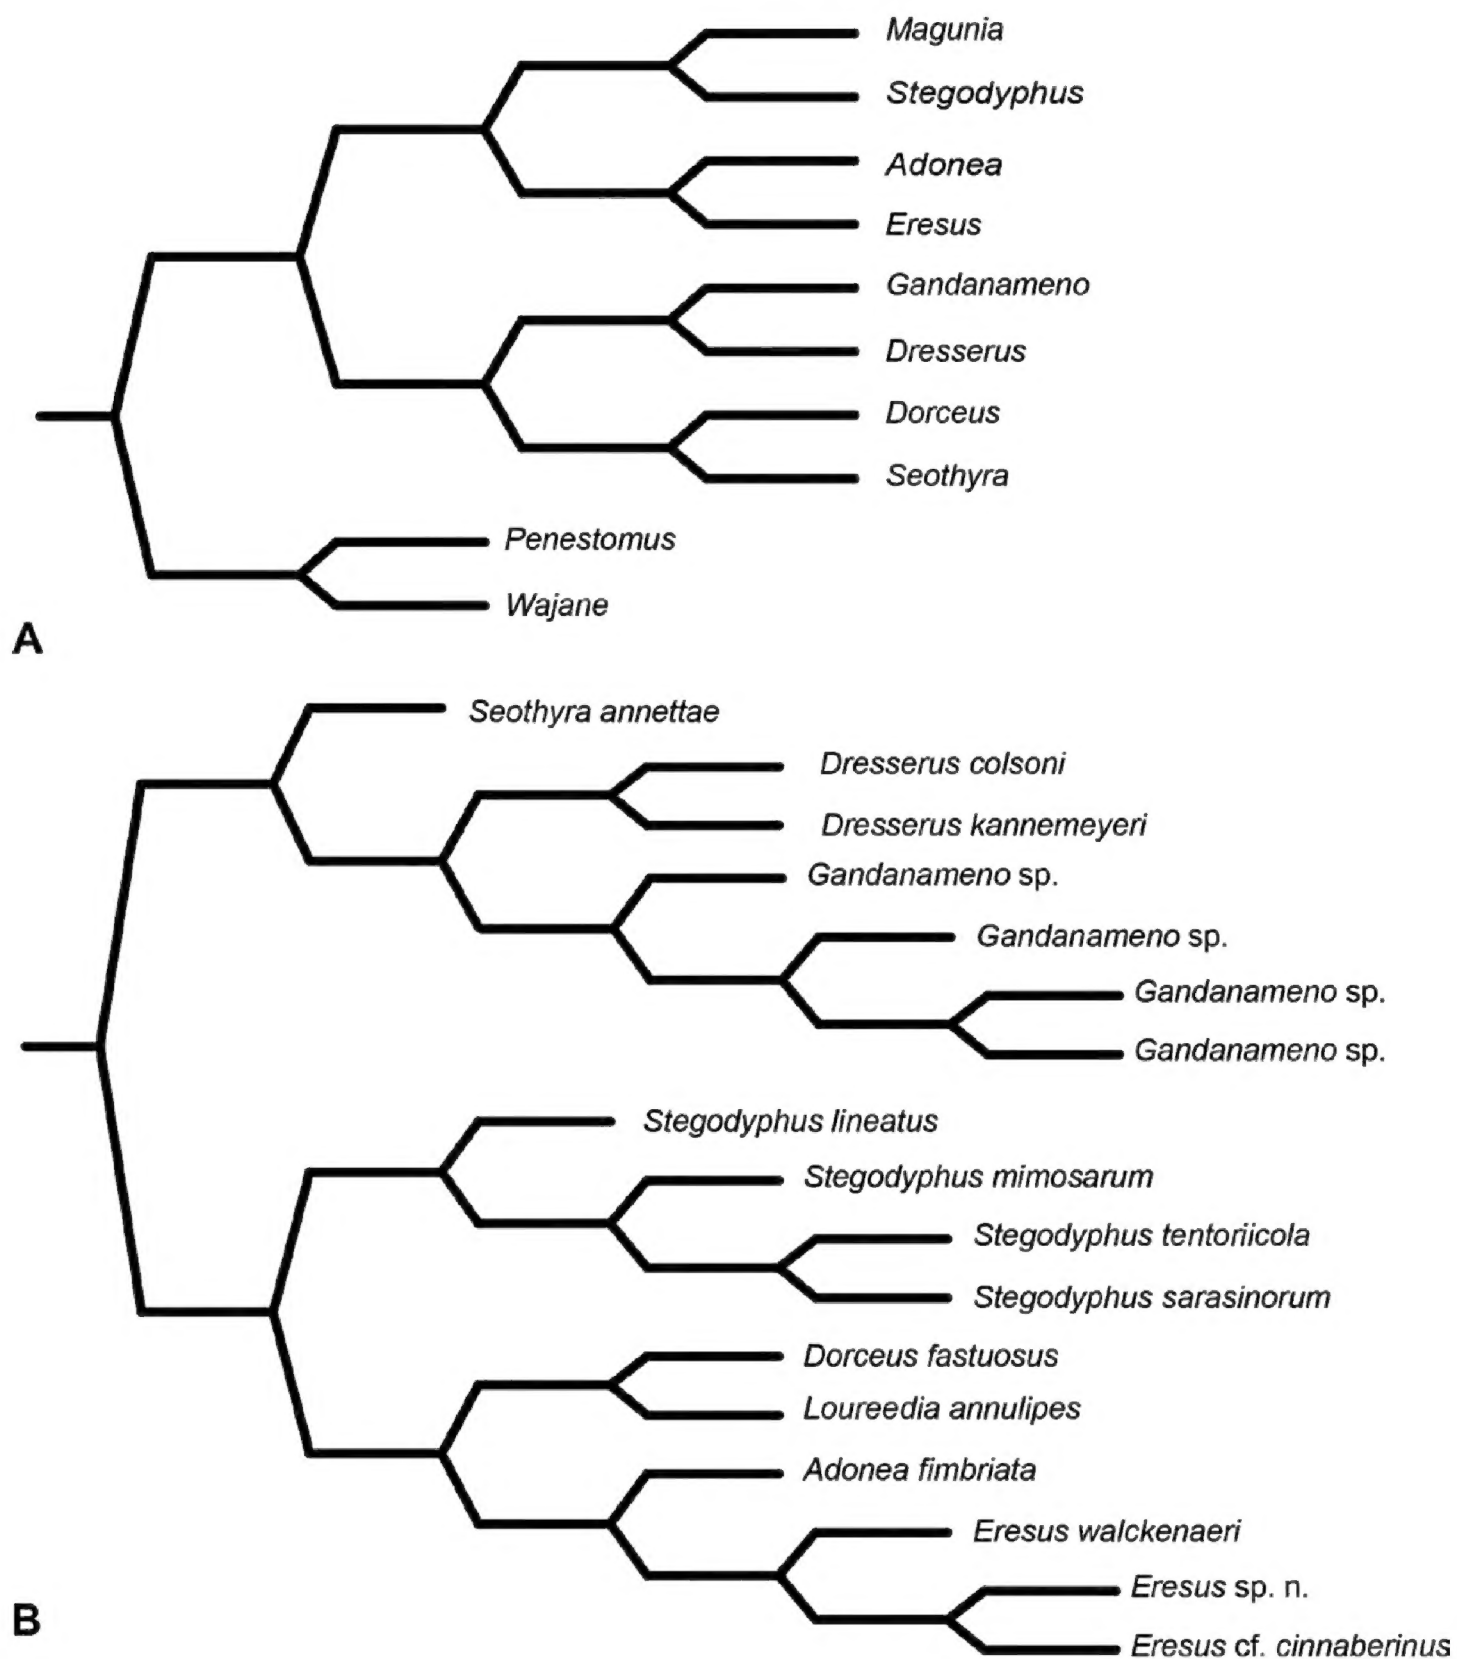 Magunia
Stegodyphus
Adonea
Eresus
Gandanameno
Dresserus
Dorceus
Seothyra
Penestomus
Wajane
A
Seothyra annettae
Dresserus colsoni
Dresserus kannemeyeri
Gandanameno sp.
Gandanameno sp.
Gandanameno sp.
Gandanameno sp.
Stegodyphus lineatus
Stegodyphus mimosarum
Stegodyphus tentoriicola
Stegodyphus sarasinorum
Dorceus fastuosus
Loureedia annulipes
Adonea fimbriata
Eresus walckenaeri
Eresus sp. n.
B
Eresus cf. cinnaberinus